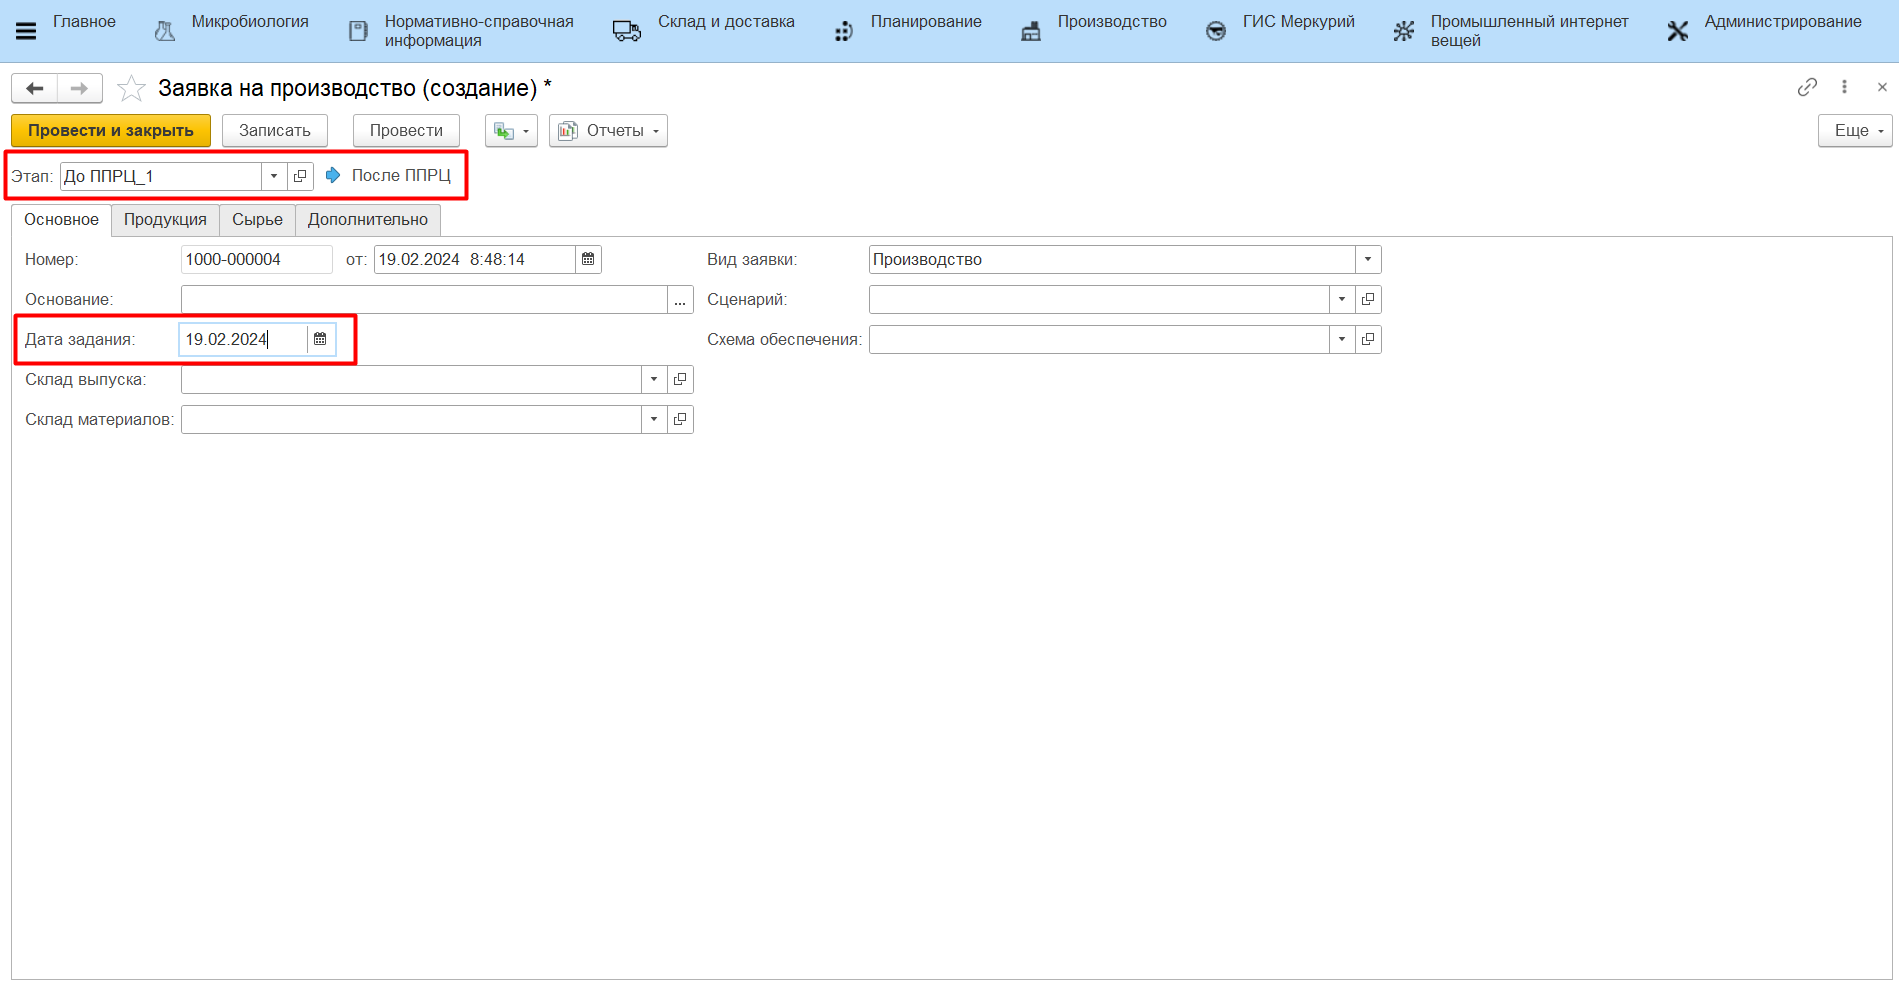 Главное
Микробиология
Нормативно-справочная
информация
Склад и доставка
Планирование
Производство
ГИС Меркурий
Промышленный интернет
вещей
Администрирование
Заявка на производство (создание) *
Провести и закрыть
Записать
Провести
Отчеты
Еще
Этап: До ППРЦ_1 После ППРЦ
Основное Продукция Сырье Дополнительно
Номер: 1000-000004 от: 19.02.2024 8:48:14 Вид заявки: Производство
Основание: ... Сценарий:
Дата задания: 19.02.2024 Схема обеспечения:
Склад выпуска:
Склад материалов: